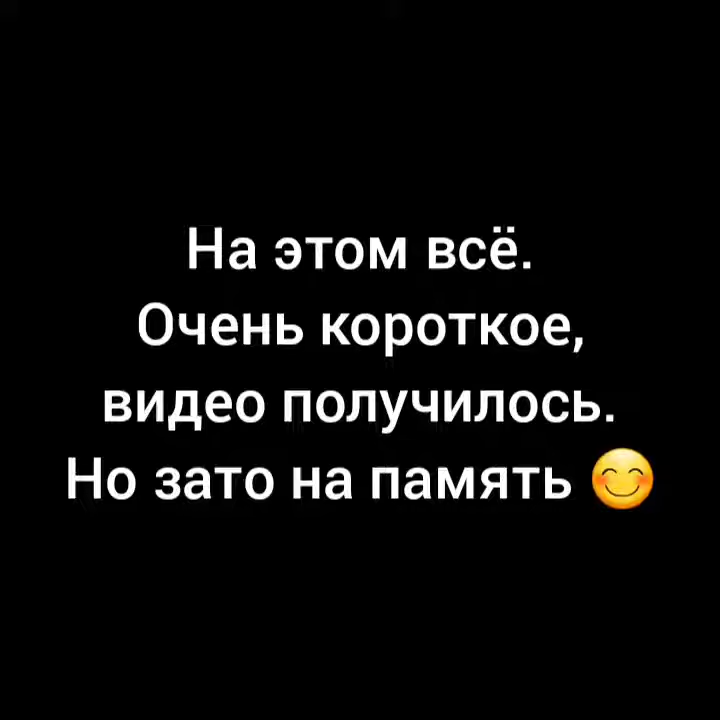 На этом всё.
Очень короткое,
видео получилось.
Но зато на память 😊